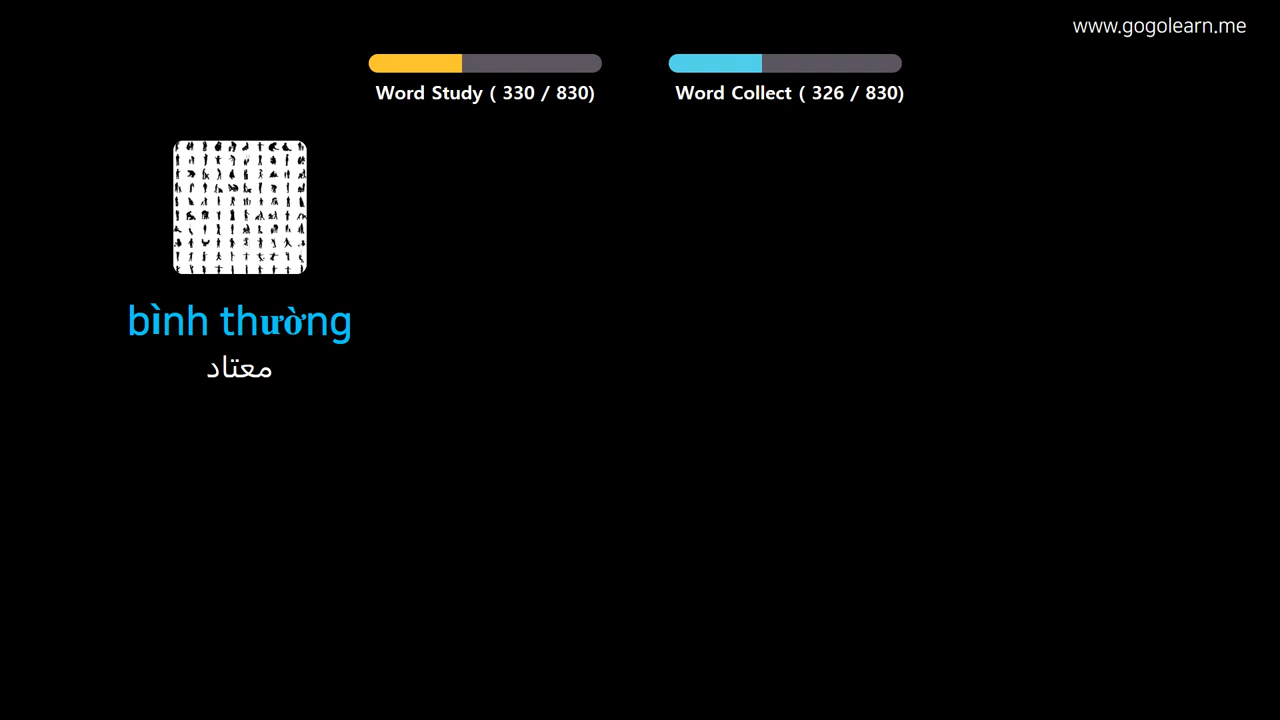 www.gogolearn.me
Word Study ( 330 / 830)
Word Collect ( 326 / 830)
bình thường
معتاد